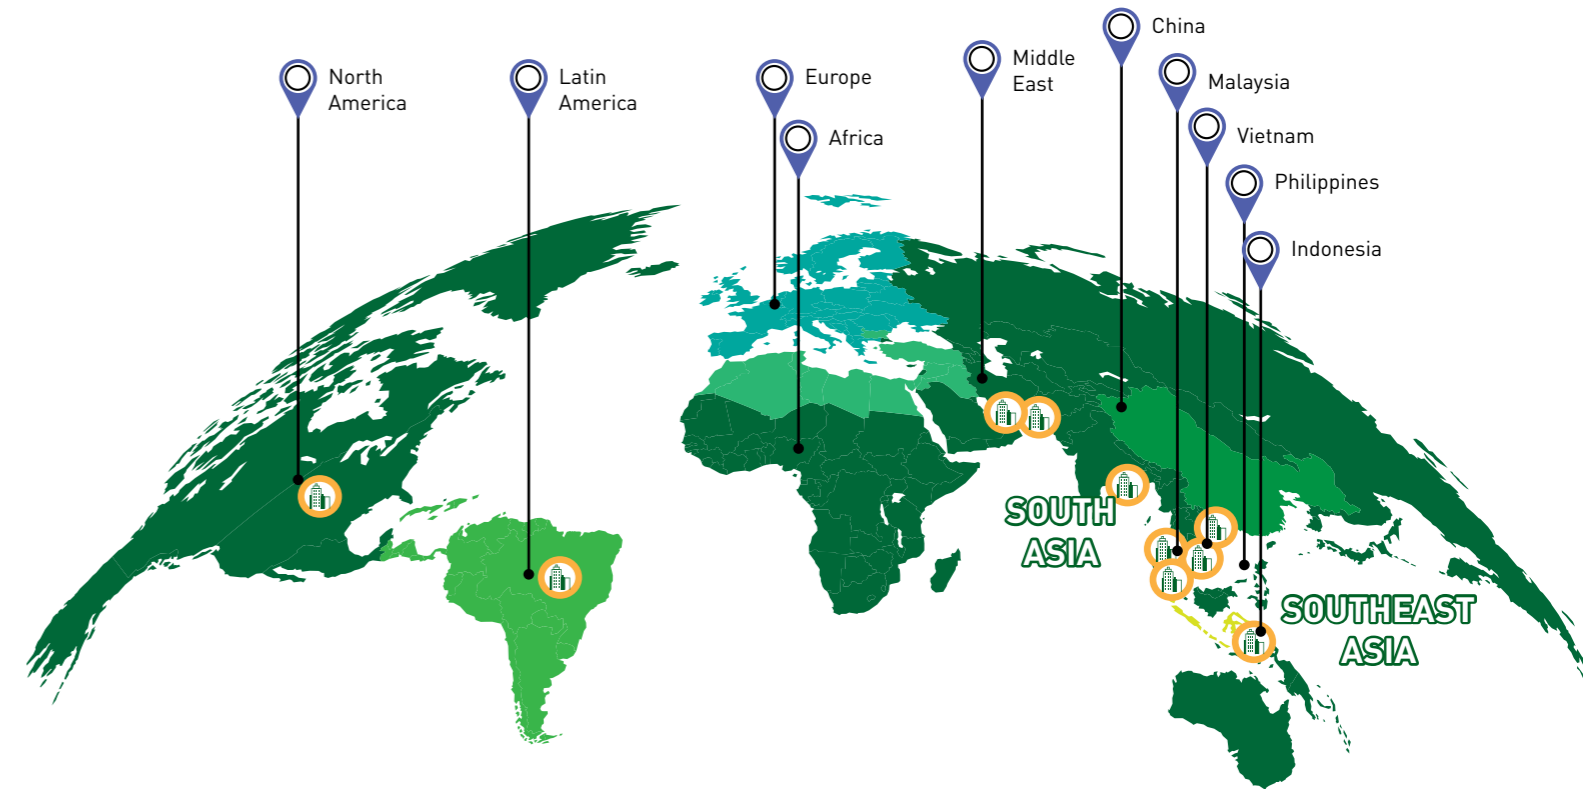 North
America
Latin
America
Europe
Africa
Middle
East
China
Malaysia
Vietnam
Philippines
Indonesia
SOUTH
ASIA
SOUTHEAST
ASIA